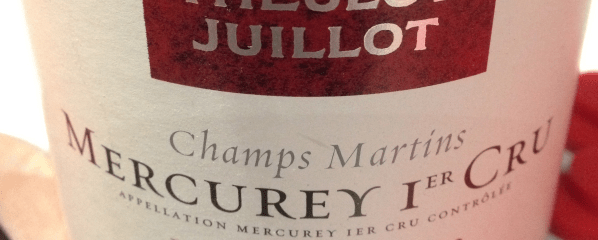 JUILLOT
Champs Martins
MERCUREY 1ER CRU
APPELLATION MERCUREY 1ER CRU CONTRÔLÉE